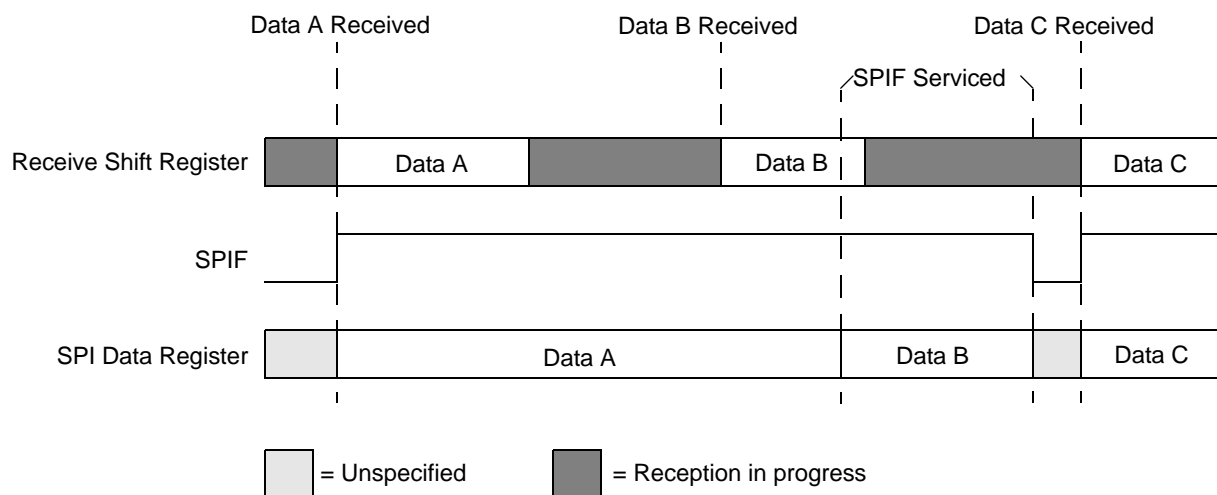 Data A Received
Data B Received
Data C Received
SPIF Serviced
Receive Shift Register
Data A
Data B
Data C
SPIF
SPI Data Register
Data A
Data B
Data C
= Unspecified
= Reception in progress